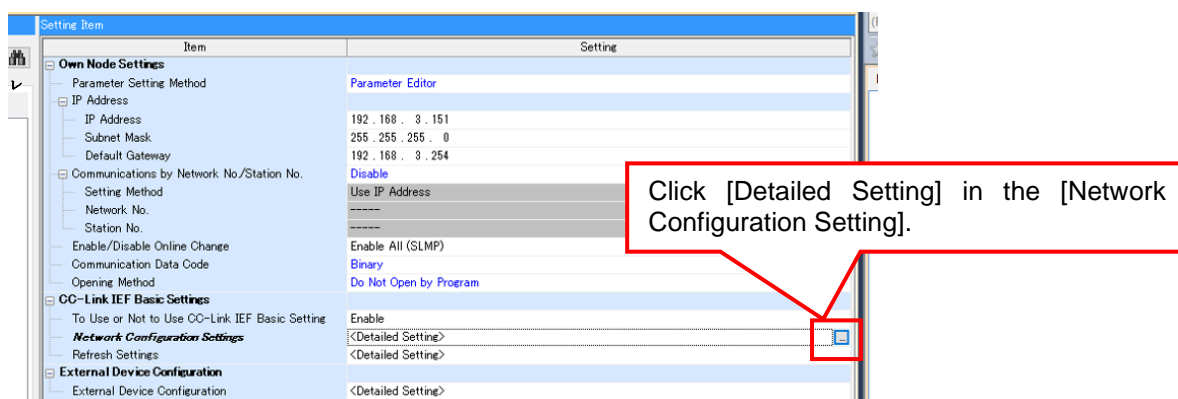 Setting Item
Item Setting
Own Node Settings
Parameter Setting Method Parameter Editor
IP Address
IP Address 192 . 168 . 3 . 151
Subnet Mask 255 . 255 . 255 . 0
Default Gateway 192 . 168 . 3 . 254
Communications by Network No./Station No. Disable
Setting Method Use IP Address
Network No. -----
Station No. -----
Enable/Disable Online Change Enable All (SLMP)
Communication Data Code Binary
Opening Method Do Not Open by Program
CC-Link IEF Basic Settings
To Use or Not to Use CC-Link IEF Basic Setting Enable
Network Configuration Settings <Detailed Setting>
Refresh Settings <Detailed Setting>
External Device Configuration
External Device Configuration <Detailed Setting>
Click [Detailed Setting] in the [Network
Configuration Setting].